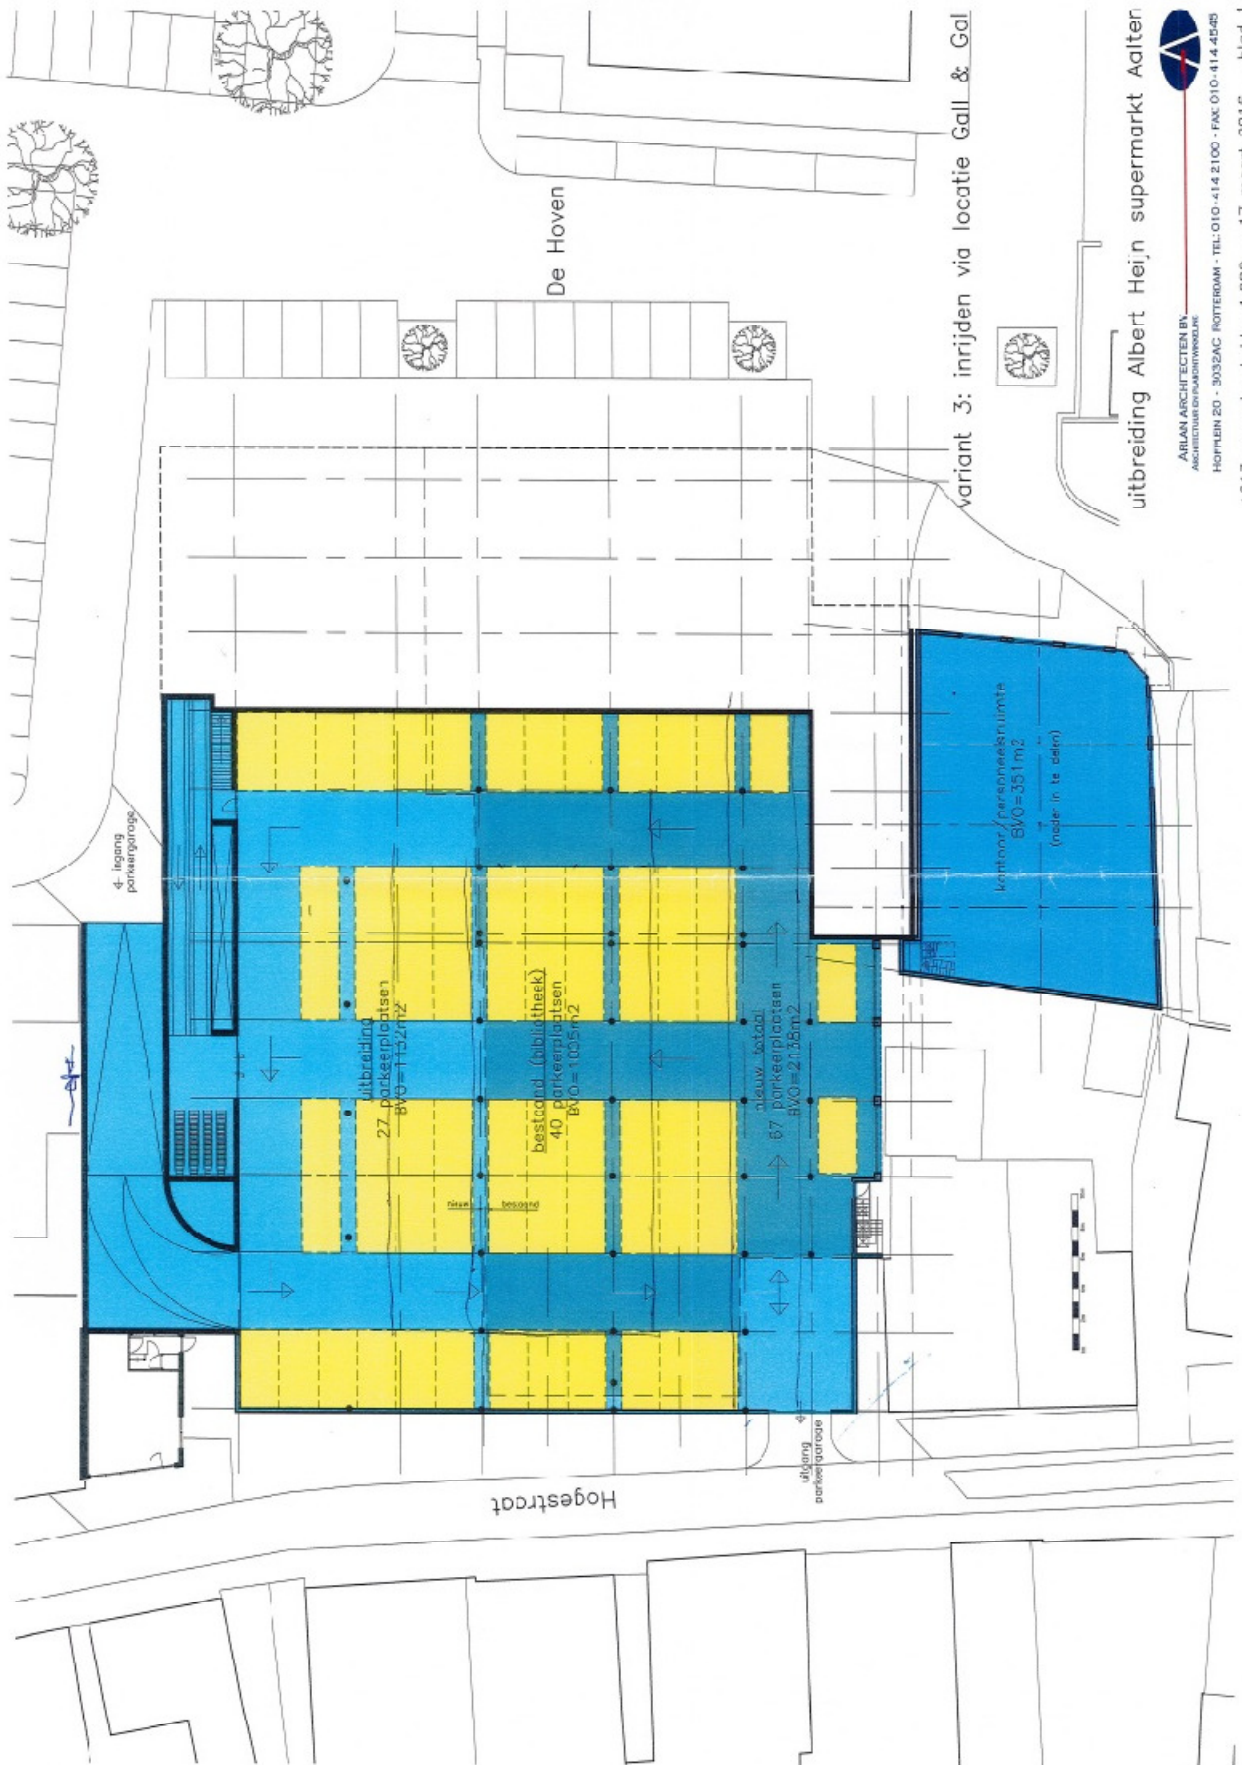 De Hoven
variant 3: inrijden via locatie Gall & Gal
uitbreiding Albert Heijn supermarkt Aalten
ARIAN ARCHITECTEN BV
ARCHITECTUUR EN PLANONTWIKKELING
HOFPLEIN 20 - 3032AC ROTTERDAM - TEL: 010-414 2100 - FAX: 010-414 4545
ingang
parkeergarage
uitbreiding
27 parkeerplaatsen
BVO=1132m2
bestaand (bibliotheek)
40 parkeerplaatsen
BVO=1005m2
nieuw totaal
67 parkeerplaatsen
BVO=2138m2
nieuw
bestaand
kantoor/personeelsruimte
BVO=351m2
(nader in te delen)
uitgang
parkeergarage
Hogestraat